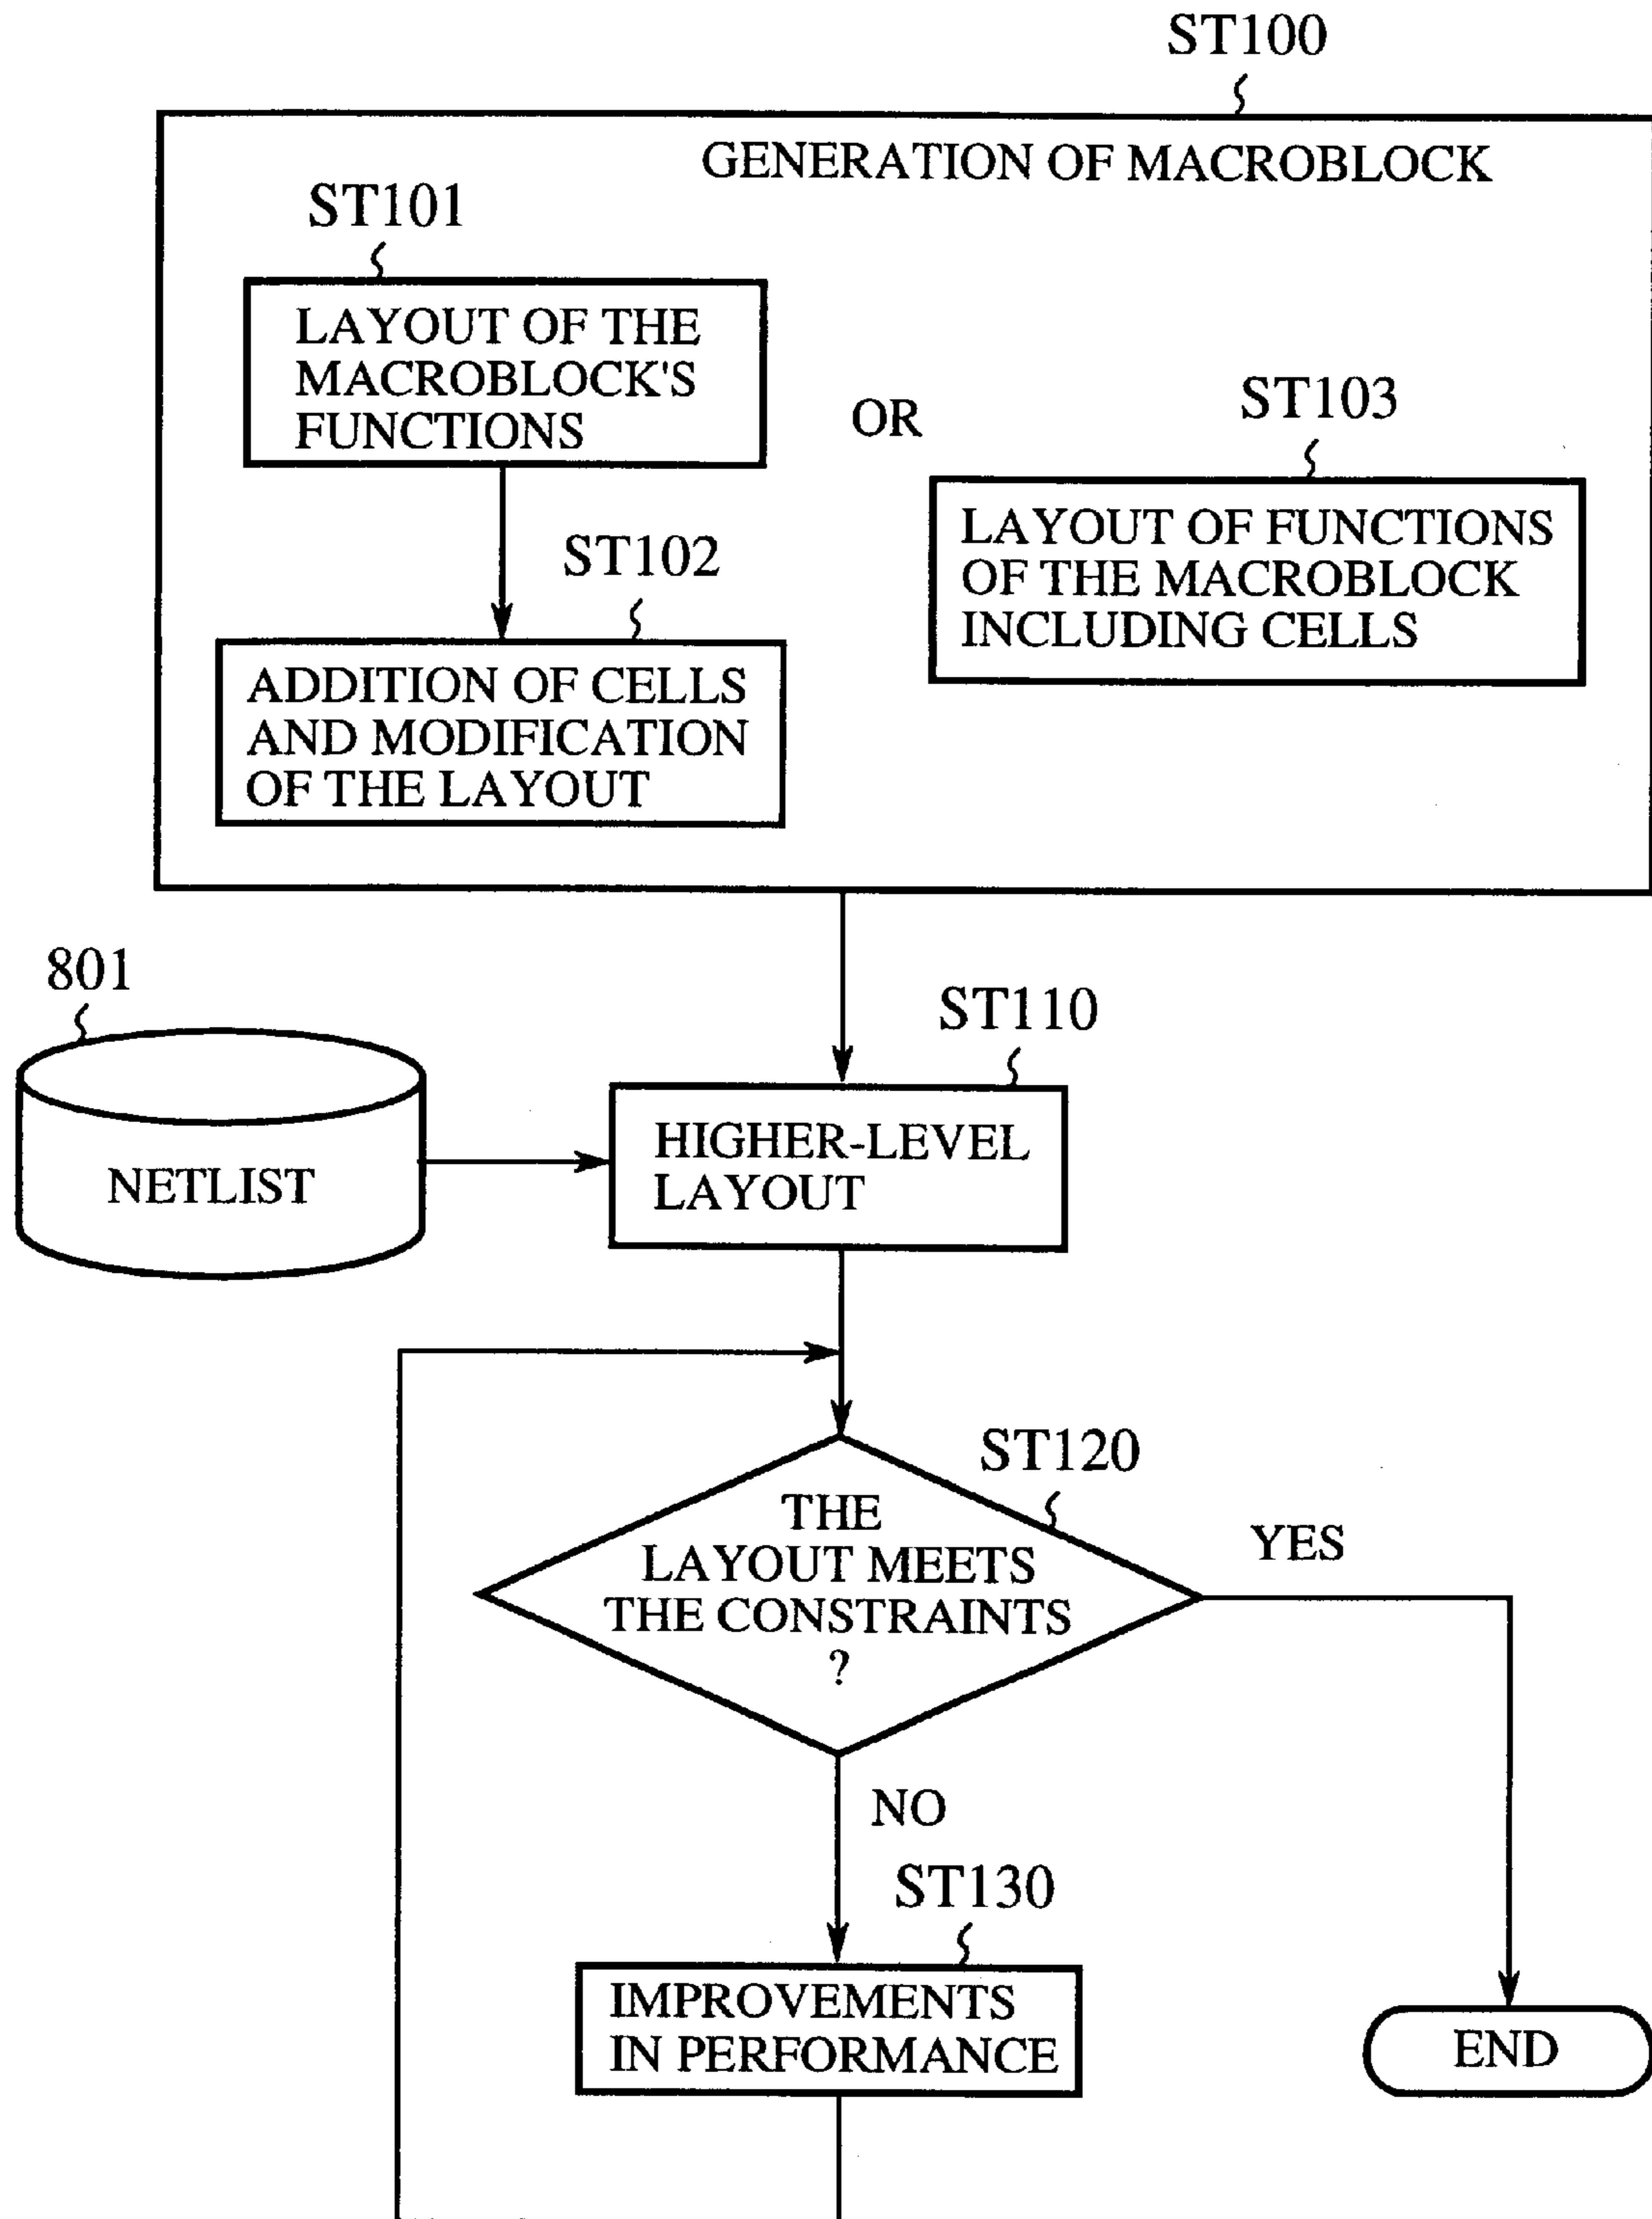 ST100
GENERATION OF MACROBLOCK
ST101
LAYOUT OF THE
MACROBLOCK'S
FUNCTIONS
OR
ST103
LAYOUT OF FUNCTIONS
OF THE MACROBLOCK
INCLUDING CELLS
ST102
ADDITION OF CELLS
AND MODIFICATION
OF THE LAYOUT
801
NETLIST
ST110
HIGHER-LEVEL
LAYOUT
ST120
THE
LAYOUT MEETS
THE CONSTRAINTS
?
YES
NO
ST130
IMPROVEMENTS
IN PERFORMANCE
END